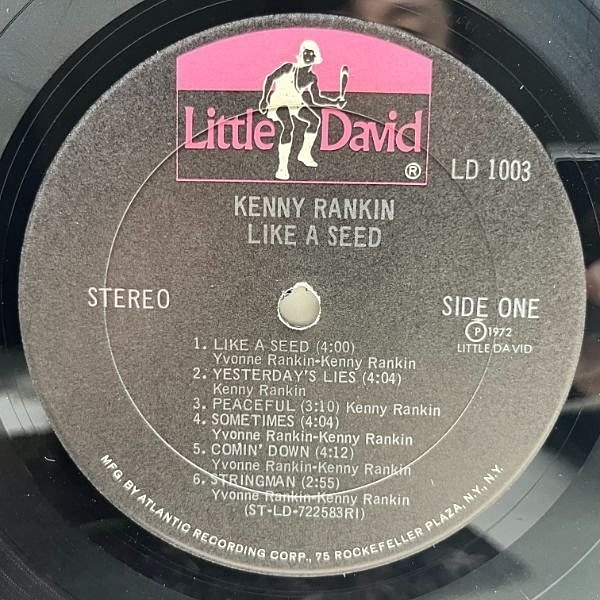 Little David ®
LD 1003
KENNY RANKIN
LIKE A SEED
STEREO
SIDE ONE
℗ 1972
LITTLE DAVID
1. LIKE A SEED (4:00)
Yvonne Rankin-Kenny Rankin
2. YESTERDAY'S LIES (4:04)
Kenny Rankin
3. PEACEFUL (3:10) Kenny Rankin
4. SOMETIMES (4:04)
Yvonne Rankin-Kenny Rankin
5. COMIN' DOWN (4:12)
Yvonne Rankin-Kenny Rankin
6. STRINGMAN (2:55)
Yvonne Rankin-Kenny Rankin
(ST-LD-722583RI)
MFG. BY ATLANTIC RECORDING CORP., 75 ROCKEFELLER PLAZA, N.Y., N.Y.